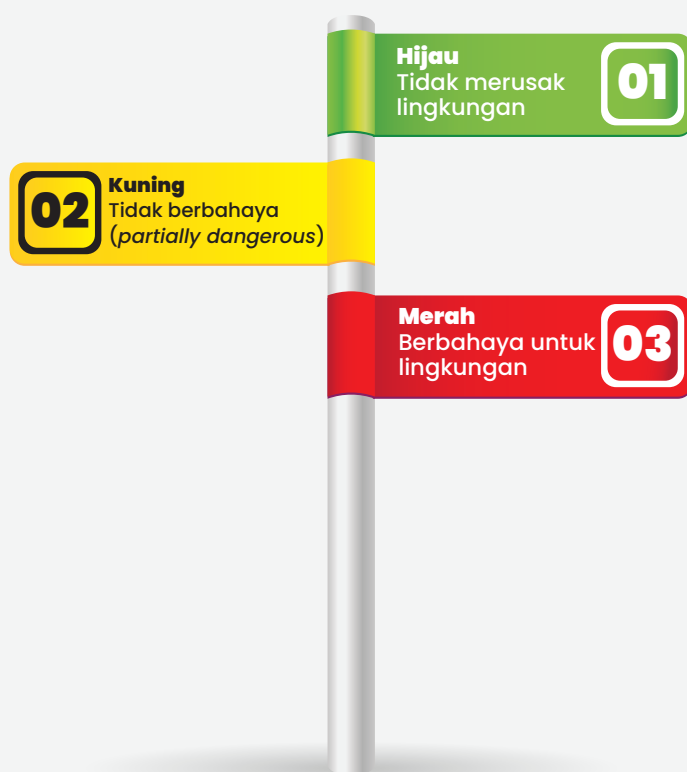 Hijau
Tidak merusak
lingkungan
01
02
Kuning
Tidak berbahaya
(partially dangerous)
Merah
Berbahaya untuk
lingkungan
03